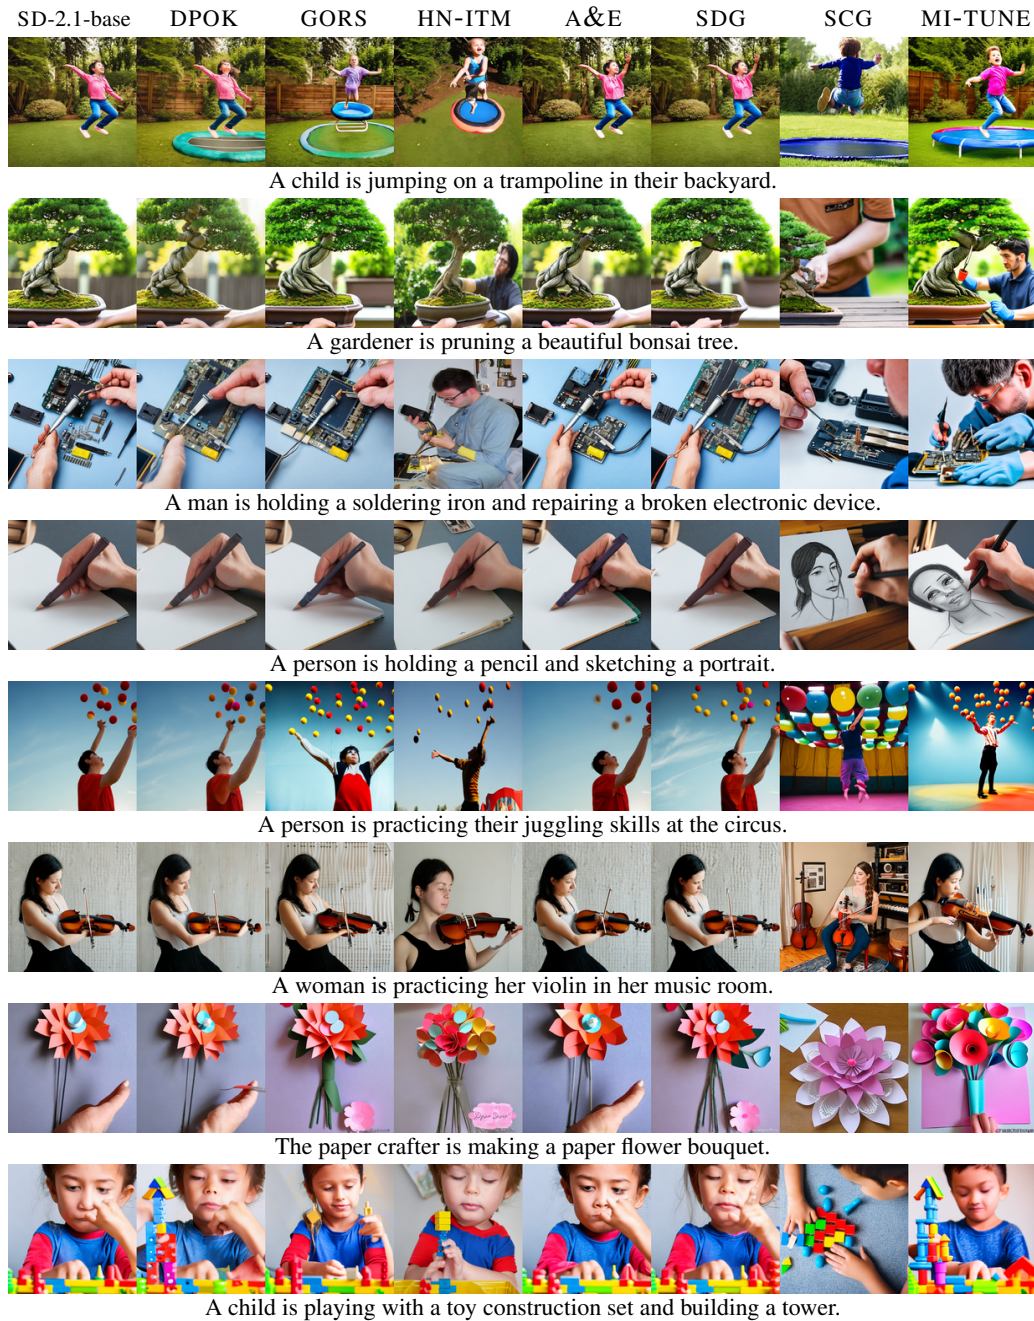 SD-2.1-base DPOK GORS HN-ITM A&E SDG SCG MI-TUNE
A child is jumping on a trampoline in their backyard.
A gardener is pruning a beautiful bonsai tree.
A man is holding a soldering iron and repairing a broken electronic device.
A person is holding a pencil and sketching a portrait.
A person is practicing their juggling skills at the circus.
A woman is practicing her violin in her music room.
The paper crafter is making a paper flower bouquet.
A child is playing with a toy construction set and building a tower.